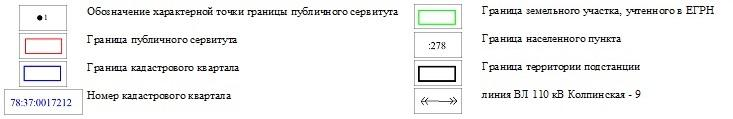 ●1 Обозначение характерной точки границы публичного сервитута
Граница публичного сервитута
Граница кадастрового квартала
78:37:0017212 Номер кадастрового квартала
Граница земельного участка, учтенного в ЕГРН
:278 Граница населенного пункта
Граница территории подстанции
линия ВЛ 110 кВ Колпинская - 9